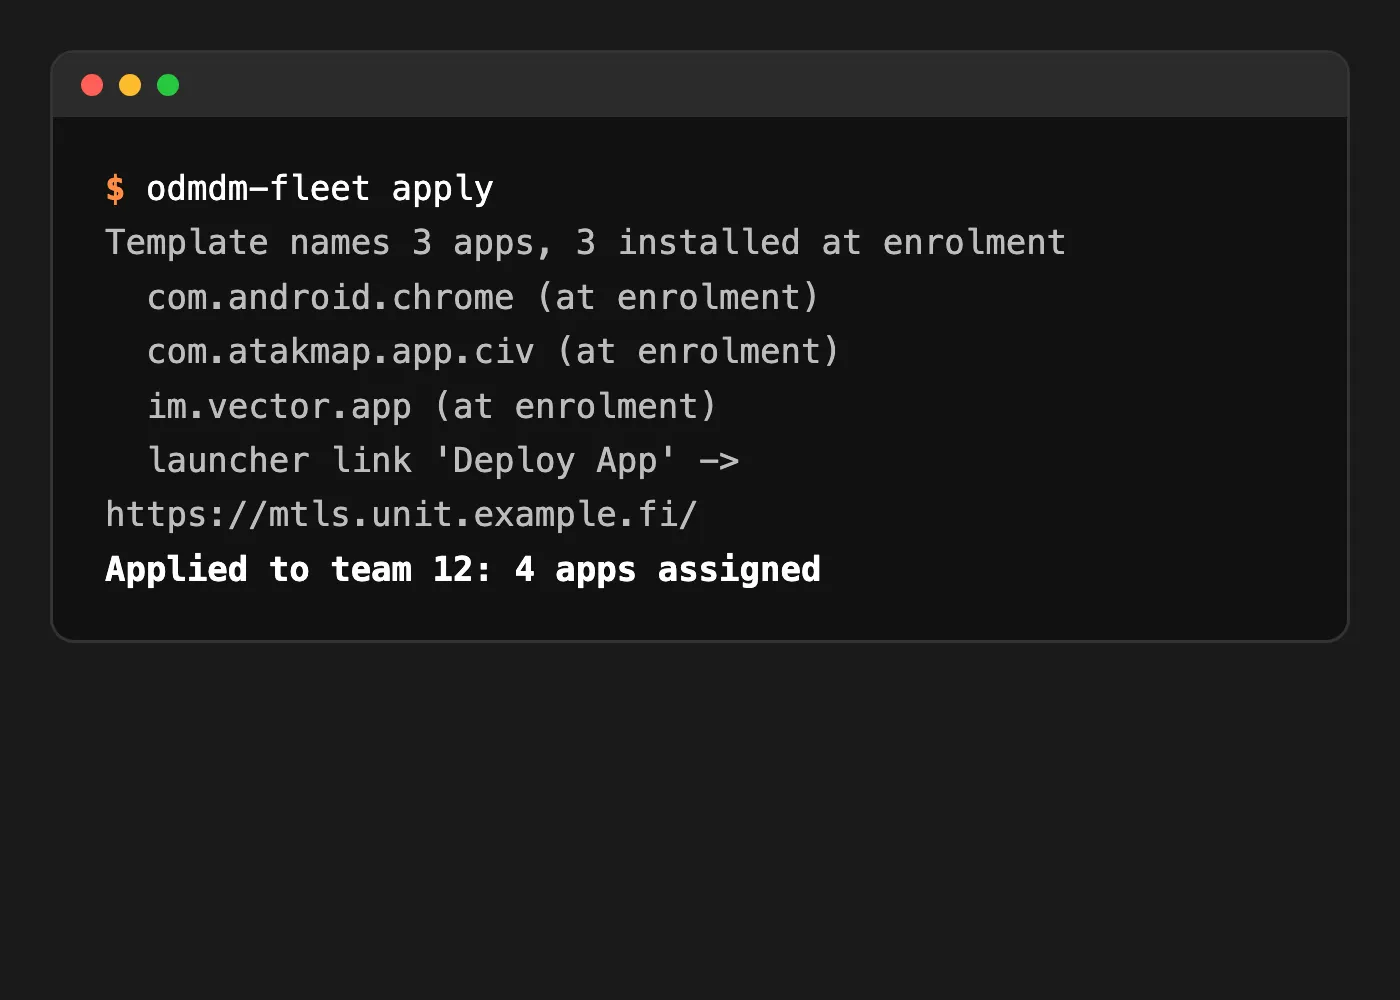 $ odmdm-fleet apply
Template names 3 apps, 3 installed at enrolment
com.android.chrome (at enrolment)
com.atakmap.app.civ (at enrolment)
im.vector.app (at enrolment)
launcher link 'Deploy App' ->
https://mtls.unit.example.fi/
Applied to team 12: 4 apps assigned